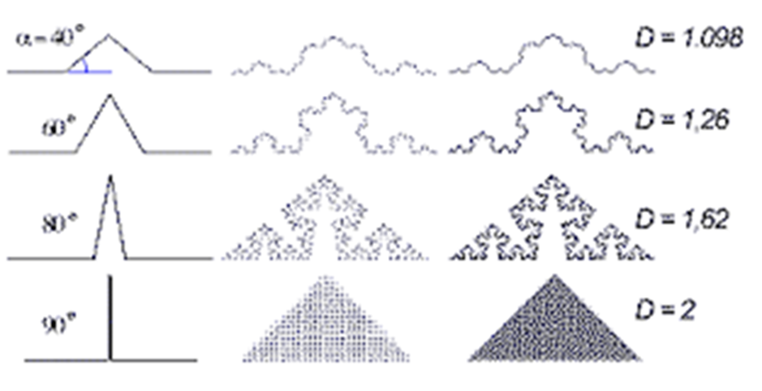 α=40° D = 1.098
60° D = 1,26
80° D = 1,62
90° D = 2